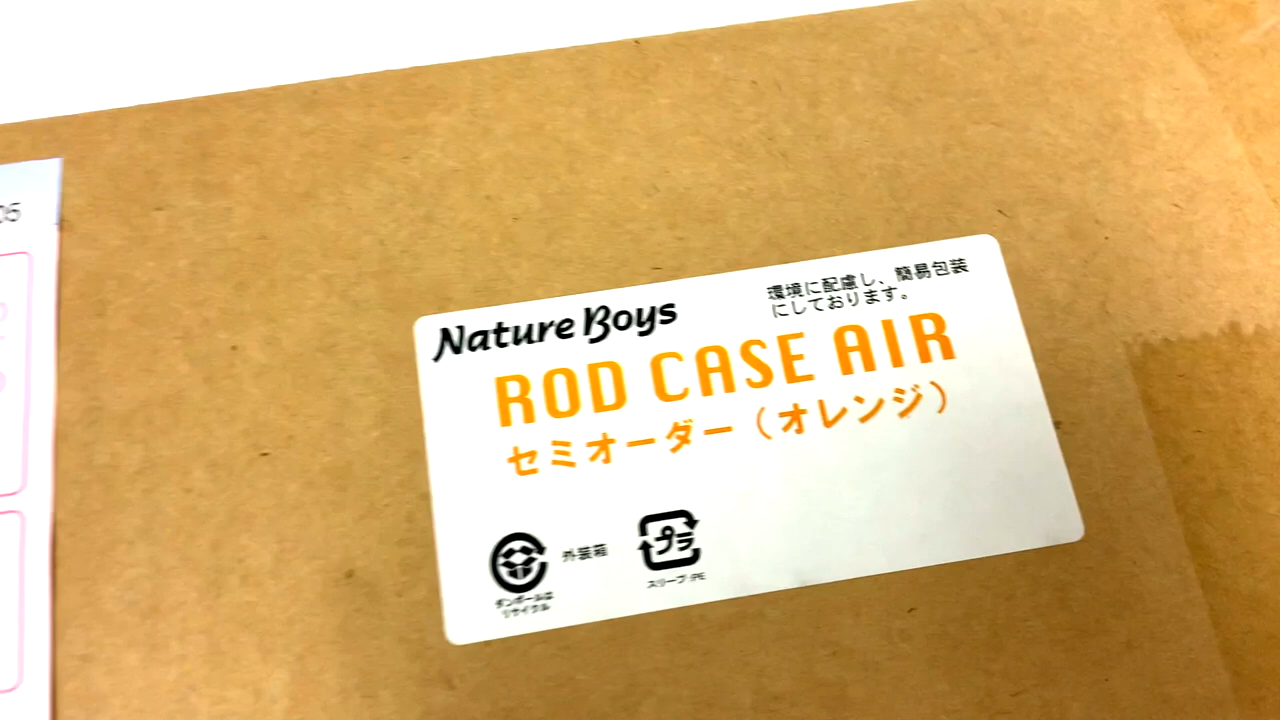 05
Nature Boys
環境に配慮し、簡易包装
にしております。
ROD CASE AIR
セミオーダー（オレンジ）
外装箱
プラ
ダンボールは
リサイクル
スリーブ:PE